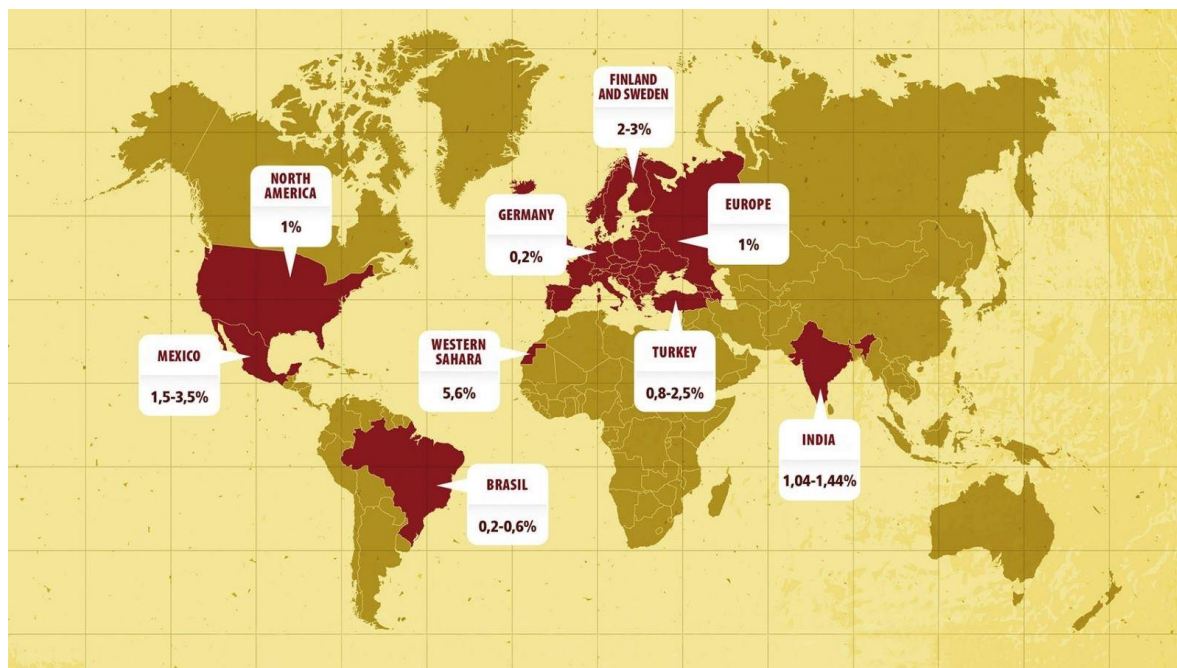 FINLAND
AND SWEDEN
2-3%
NORTH
AMERICA
1%
GERMANY
0,2%
EUROPE
1%
MEXICO
1,5-3,5%
WESTERN
SAHARA
5,6%
TURKEY
0,8-2,5%
INDIA
1,04-1,44%
BRASIL
0,2-0,6%